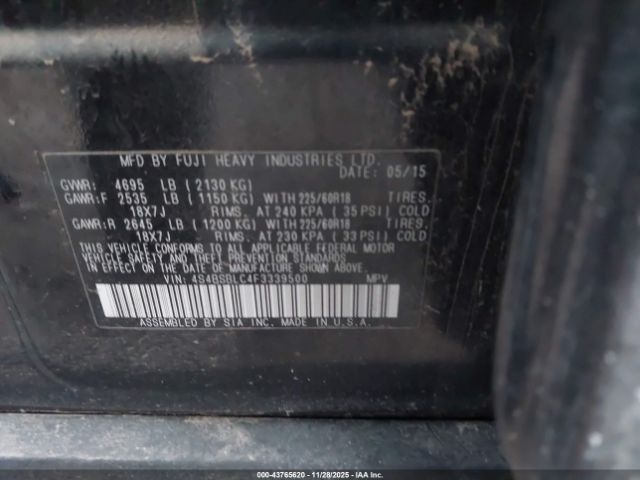 MFD BY FUJI HEAVY INDUSTRIES LTD.
DATE: 05/15
GVWR: 4695 LB (2130 KG)
GAWR:F 2535 LB (1150 KG) WITH 225/60R18 TIRES,
18X7J RIMS, AT 240 KPA (35 PSI) COLD
GAWR:R 2645 LB (1200 KG) WITH 225/60R18 TIRES,
18X7J RIMS, AT 230 KPA (33 PSI) COLD
THIS VEHICLE CONFORMS TO ALL APPLICABLE FEDERAL MOTOR
VEHICLE SAFETY AND THEFT PREVENTION STANDARDS
IN EFFECT ON THE DATE OF MANUFACTURE SHOWN ABOVE.
VIN: 4S4BSBLC4F3339500 MPV
ASSEMBLED BY SIA INC. MADE IN U.S.A.
000-43765620 | 11/28/2025 | IAAI.COM